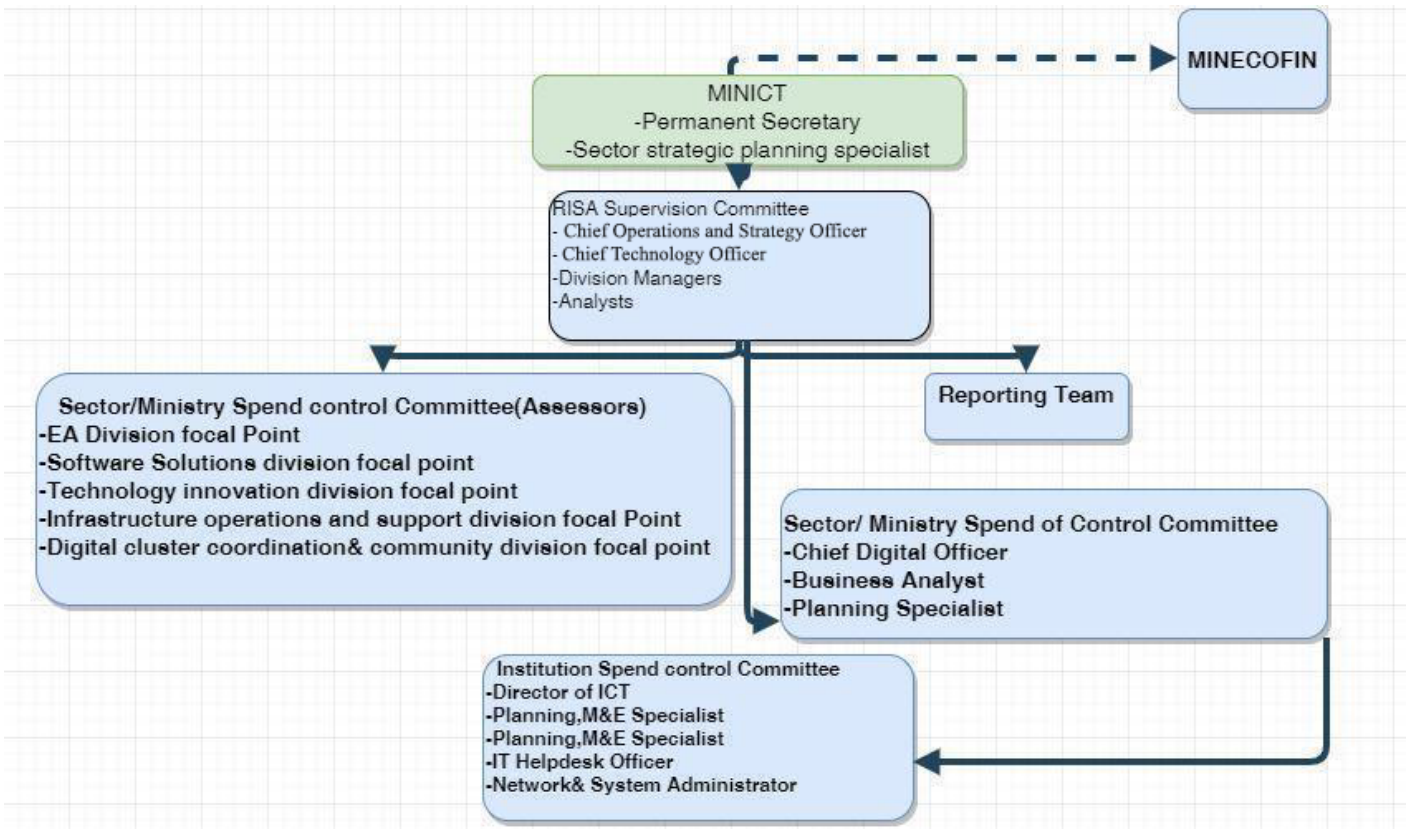 MINECOFIN
MINICT
-Permanent Secretary
-Sector strategic planning specialist
RISA Supervision Committee
- Chief Operations and Strategy Officer
- Chief Technology Officer
-Division Managers
-Analysts
Sector/Ministry Spend control Committee(Assessors)
-EA Division focal Point
-Software Solutions division focal point
-Technology innovation division focal point
-Infrastructure operations and support division focal Point
-Digital cluster coordination& community division focal point
Reporting Team
Sector/ Ministry Spend of Control Committee
-Chief Digital Officer
-Business Analyst
-Planning Specialist
Institution Spend control Committee
-Director of ICT
-Planning,M&E Specialist
-Planning,M&E Specialist
-IT Helpdesk Officer
-Network& System Administrator